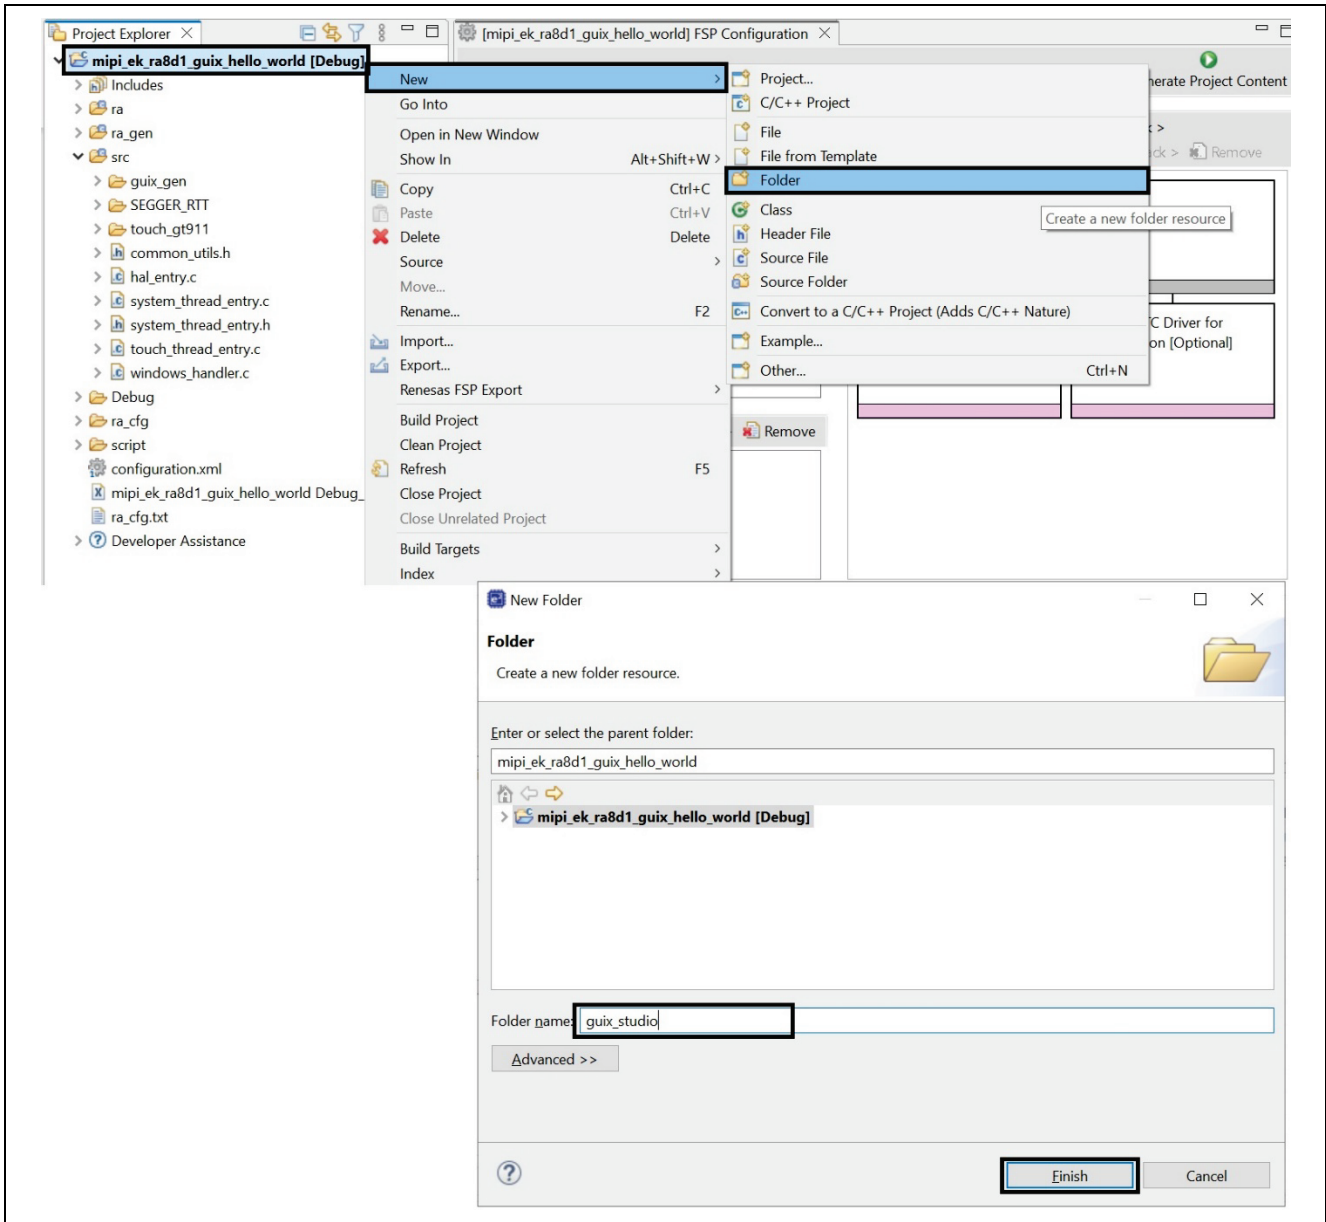 Project Explorer
[mipi_ek_ra8d1_guix_hello_world] FSP Configuration
mipi_ek_ra8d1_guix_hello_world [Debug]
Includes
ra
ra_gen
src
guix_gen
SEGGER_RTT
touch_gt911
common_utils.h
hal_entry.c
system_thread_entry.c
system_thread_entry.h
touch_thread_entry.c
windows_handler.c
Debug
ra_cfg
script
configuration.xml
mipi_ek_ra8d1_guix_hello_world Debug_
ra_cfg.txt
Developer Assistance
New >
Go Into
Open in New Window
Show In Alt+Shift+W >
Copy Ctrl+C
Paste Ctrl+V
Delete Delete
Source >
Move...
Rename... F2
Import...
Export...
Renesas FSP Export >
Build Project
Clean Project
Refresh F5
Close Project
Close Unrelated Project
Build Targets >
Index >
Project...
C/C++ Project
File
File from Template
Folder
Class
Header File
Source File
Source Folder
Convert to a C/C++ Project (Adds C/C++ Nature)
Example...
Other... Ctrl+N
Create a new folder resource
nerate Project Content
Remove
C Driver for
on [Optional]
Remove
New Folder
Folder
Create a new folder resource.
Enter or select the parent folder:
mipi_ek_ra8d1_guix_hello_world
mipi_ek_ra8d1_guix_hello_world [Debug]
Folder name: guix_studio
Advanced >>
Finish Cancel